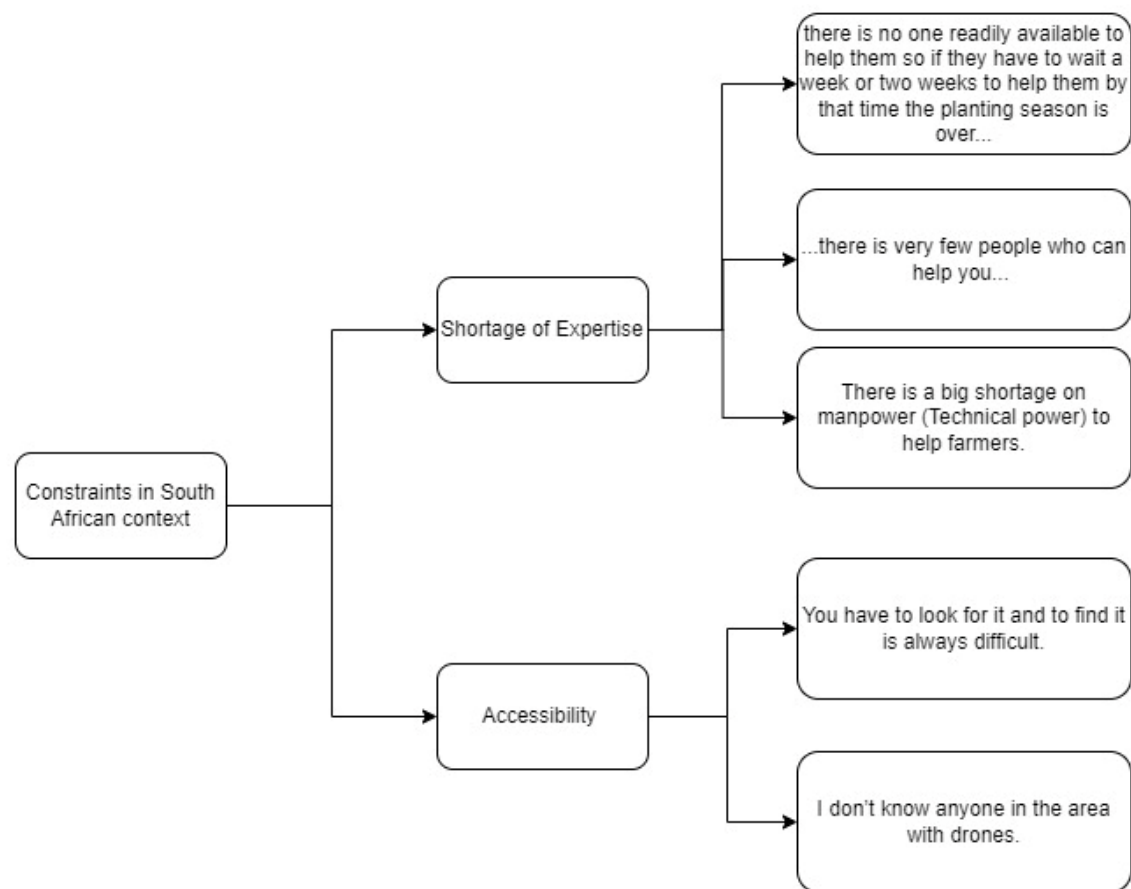 there is no one readily available to
help them so if they have to wait a
week or two weeks to help them by
that time the planting season is
over...
...there is very few people who can
help you...
Shortage of Expertise
There is a big shortage on
manpower (Technical power) to
help farmers.
Constraints in South
African context
You have to look for it and to find it
is always difficult.
Accessibility
I don't know anyone in the area
with drones.